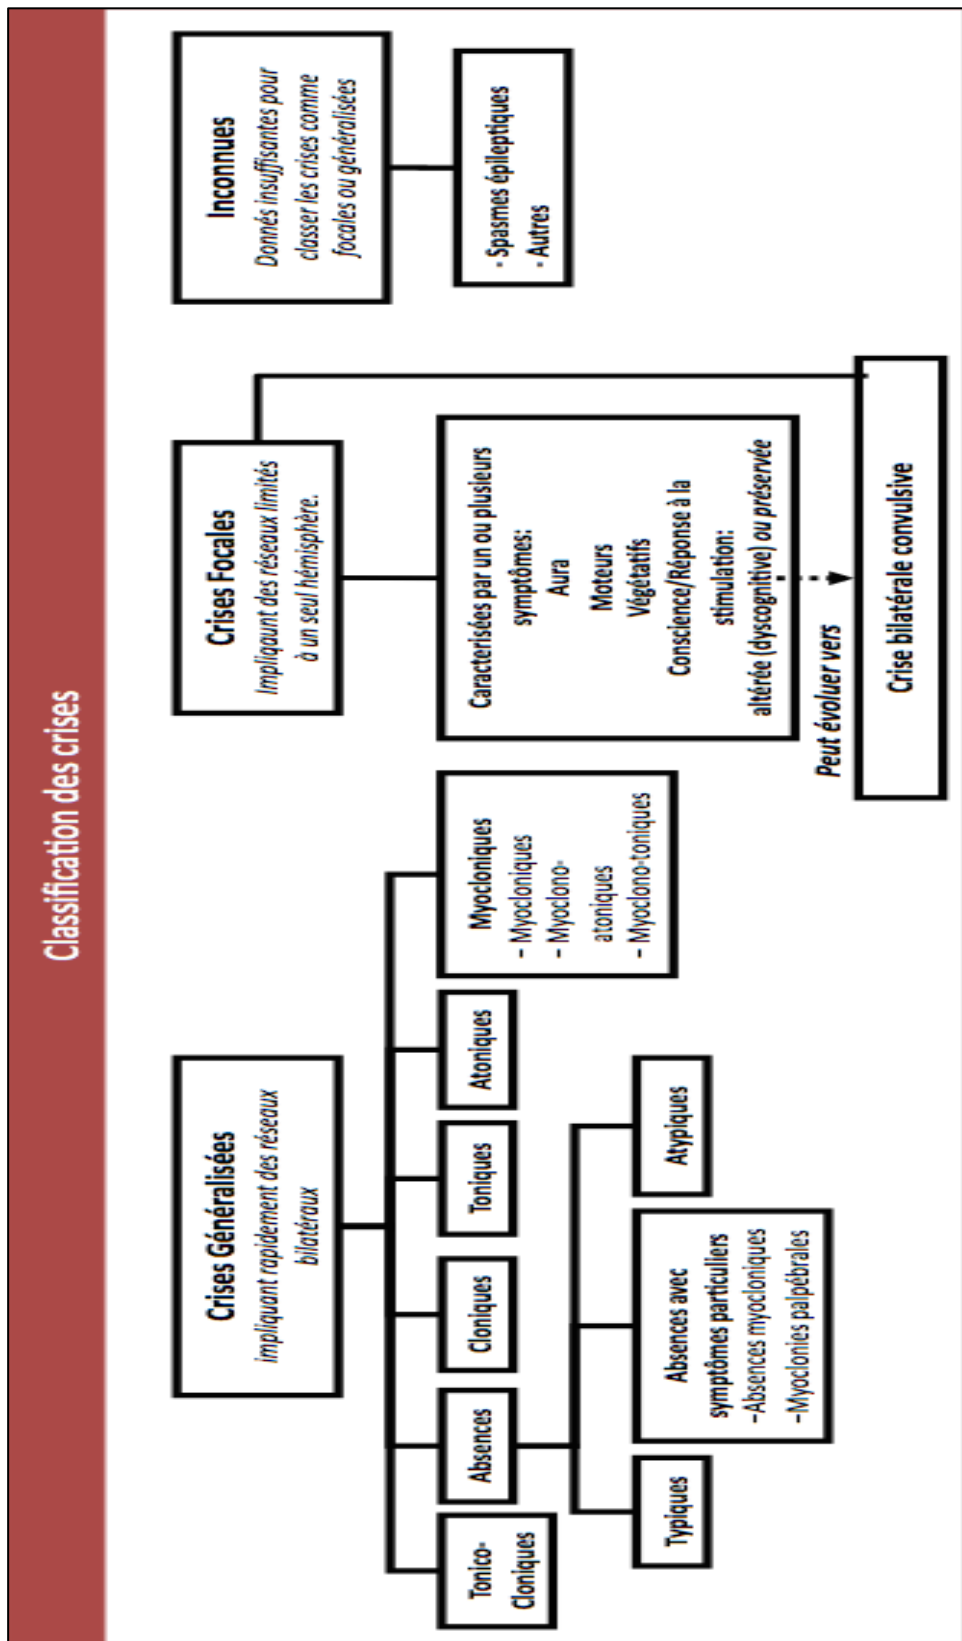 Classification des crises
Crises Généralisées
impliquant rapidement des réseaux
bilatéraux
Tonico-
Cloniques
Absences
Cloniques
Toniques
Atoniques
Myocloniques
– Myocloniques
– Myoclono-
atoniques
– Myoclono-toniques
Typiques
Absences avec
symptômes particuliers
–Absences myocloniques
–Myoclonies palpébrales
Atypiques
Crises Focales
Impliqaunt des réseaux limités
à un seul hémisphère.
Caracterisées par un ou plusieurs
symptômes:
Aura
Moteurs
Végétatifs
Conscience/Réponse à la
stimulation:
altérée (dyscognitive) ou préservée
Peut évoluer vers
Crise bilatérale convulsive
Inconnues
Donnés insuffisantes pour
classer les crises comme
focales ou généralisées
- Spasmes épileptiques
- Autres